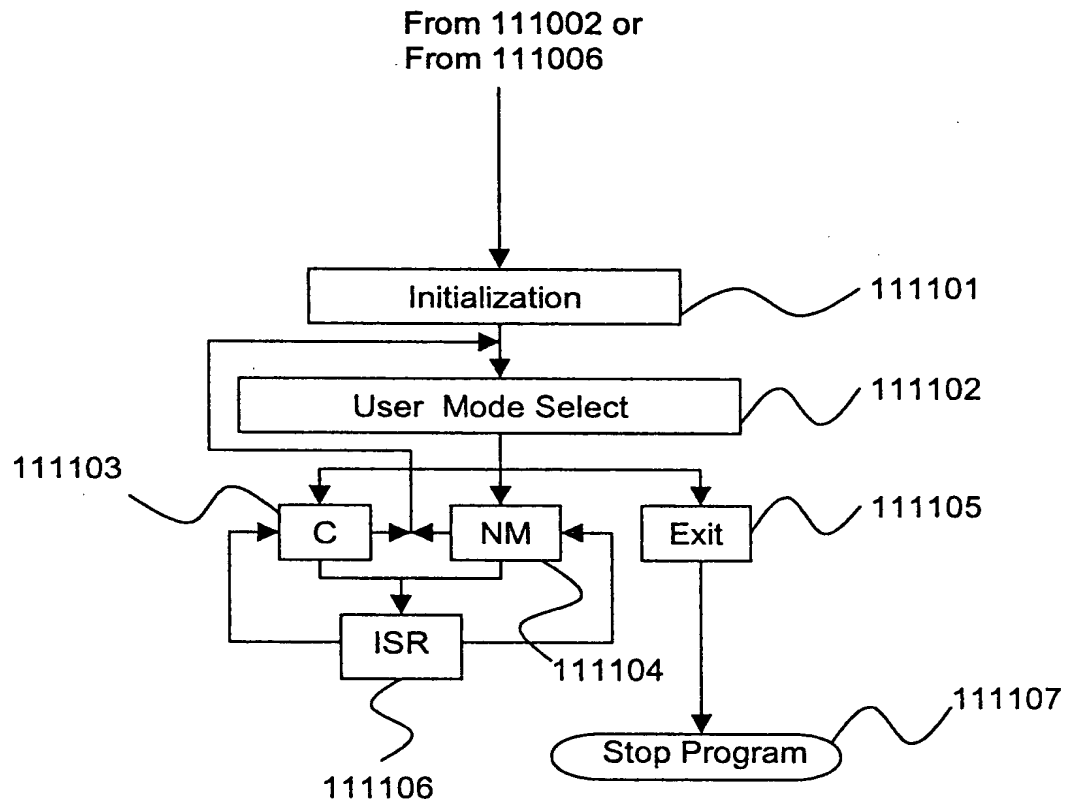 From 111002 or
From 111006
Initialization
111101
User Mode Select
111102
111103
C
NM
Exit
111105
ISR
111104
111106
Stop Program
111107